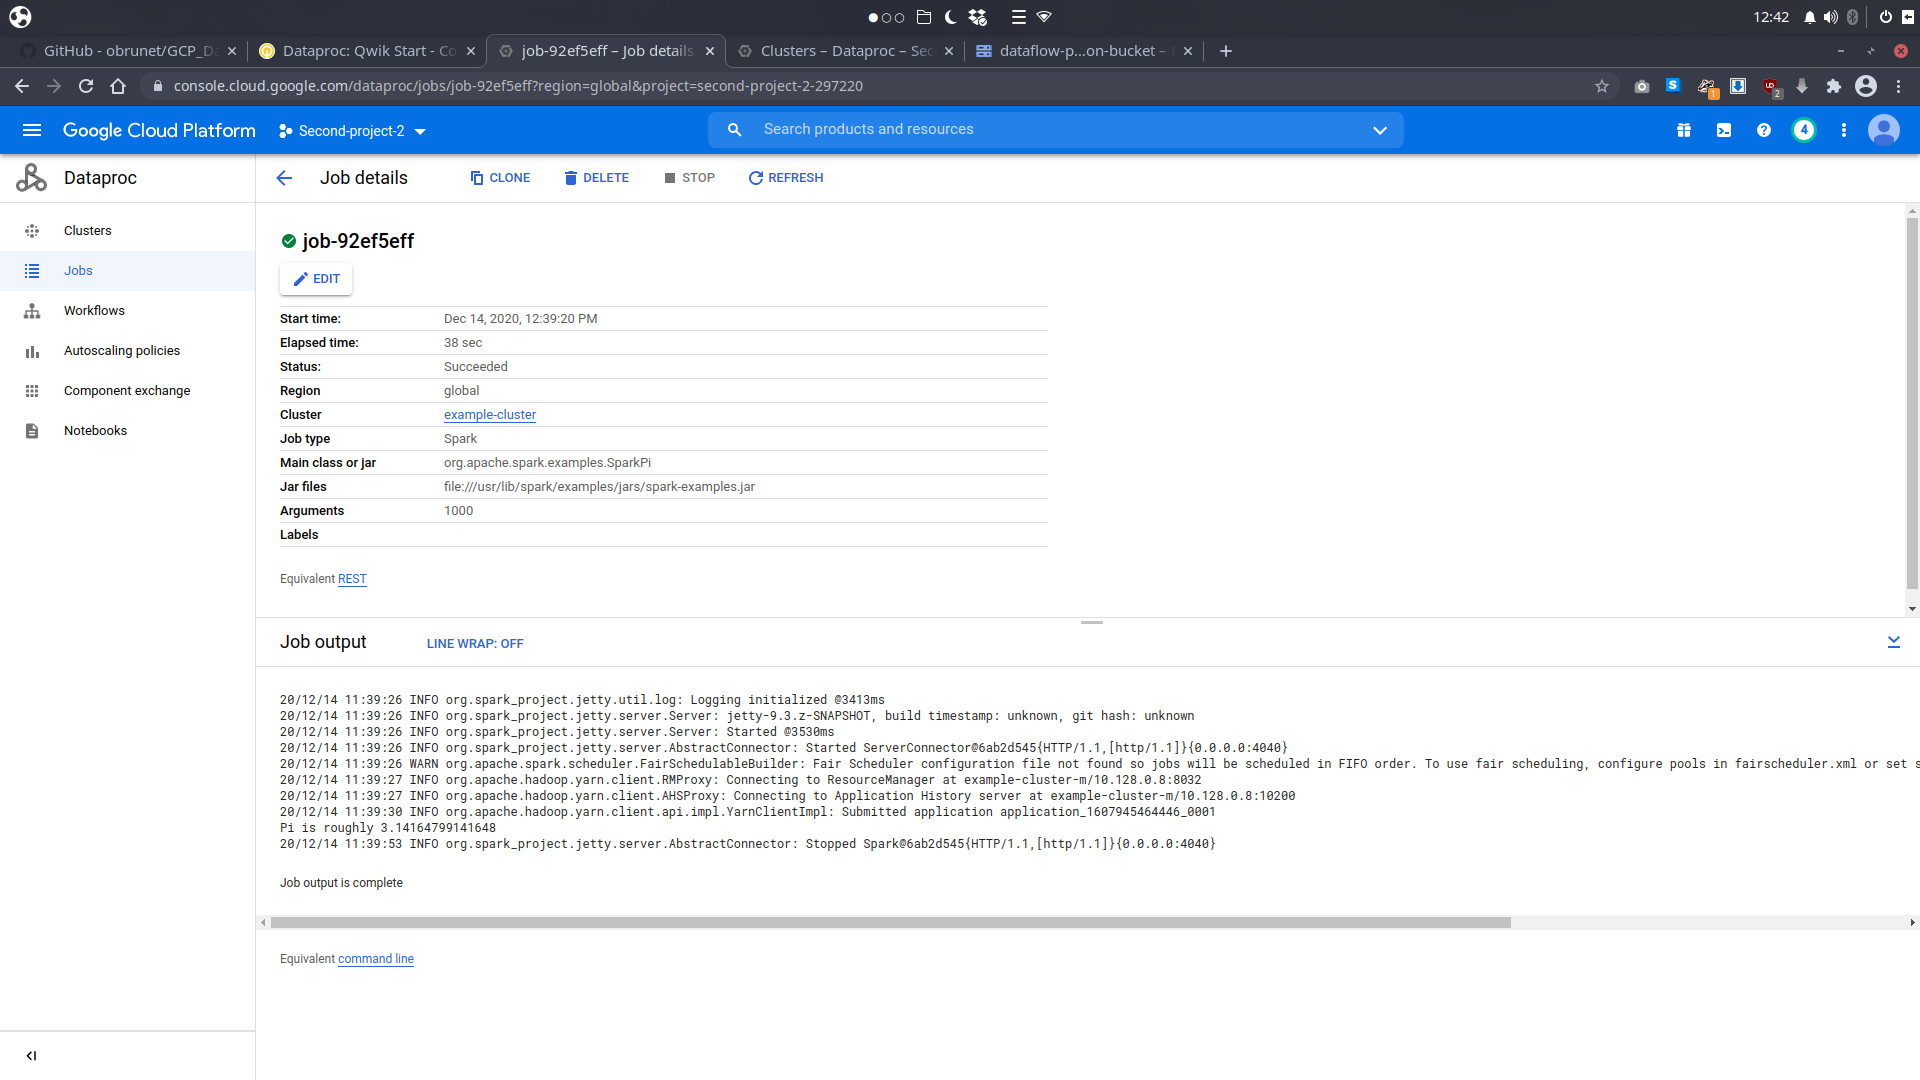 12:42
GitHub - obrunet/GCP_Da
Dataproc: Qwik Start - Co
job-92ef5eff – Job details
Clusters – Dataproc – Sec
dataflow-p...on-bucket –
console.cloud.google.com/dataproc/jobs/job-92ef5eff?region=global&project=second-project-2-297220
1
2
Google Cloud Platform
Second-project-2
Search products and resources
4
Dataproc
Job details
CLONE
DELETE
STOP
REFRESH
Clusters
Jobs
Workflows
Autoscaling policies
Component exchange
Notebooks
job-92ef5eff
EDIT
Start time: Dec 14, 2020, 12:39:20 PM
Elapsed time: 38 sec
Status: Succeeded
Region global
Cluster example-cluster
Job type Spark
Main class or jar org.apache.spark.examples.SparkPi
Jar files file:///usr/lib/spark/examples/jars/spark-examples.jar
Arguments 1000
Labels
Equivalent REST
Job output
LINE WRAP: OFF
20/12/14 11:39:26 INFO org.spark_project.jetty.util.log: Logging initialized @3413ms
20/12/14 11:39:26 INFO org.spark_project.jetty.server.Server: jetty-9.3.z-SNAPSHOT, build timestamp: unknown, git hash: unknown
20/12/14 11:39:26 INFO org.spark_project.jetty.server.Server: Started @3530ms
20/12/14 11:39:26 INFO org.spark_project.jetty.server.AbstractConnector: Started ServerConnector@6ab2d545{HTTP/1.1,[http/1.1]}{0.0.0.0:4040}
20/12/14 11:39:26 WARN org.apache.spark.scheduler.FairSchedulableBuilder: Fair Scheduler configuration file not found so jobs will be scheduled in FIFO order. To use fair scheduling, configure pools in fairscheduler.xml or set s
20/12/14 11:39:27 INFO org.apache.hadoop.yarn.client.RMProxy: Connecting to ResourceManager at example-cluster-m/10.128.0.8:8032
20/12/14 11:39:27 INFO org.apache.hadoop.yarn.client.AHSProxy: Connecting to Application History server at example-cluster-m/10.128.0.8:10200
20/12/14 11:39:30 INFO org.apache.hadoop.yarn.client.api.impl.YarnClientImpl: Submitted application application_1607945464446_0001
Pi is roughly 3.14164799141648
20/12/14 11:39:53 INFO org.spark_project.jetty.server.AbstractConnector: Stopped Spark@6ab2d545{HTTP/1.1,[http/1.1]}{0.0.0.0:4040}
Job output is complete
Equivalent command line